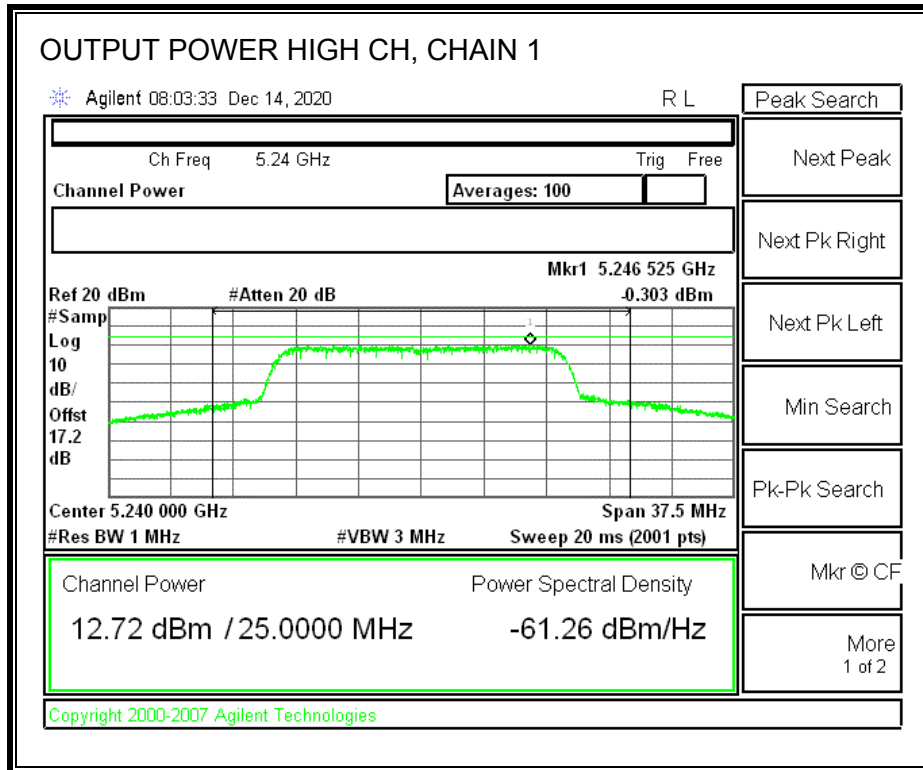 OUTPUT POWER HIGH CH, CHAIN 1
Agilent 08:03:33 Dec 14, 2020 R L
Peak Search
Ch Freq 5.24 GHz Trig Free
Channel Power Averages: 100
Mkr1 5.246 525 GHz
Ref 20 dBm #Atten 20 dB -0.303 dBm
#Samp
Log
10
dB/
Offst
17.2
dB
1
Center 5.240 000 GHz Span 37.5 MHz
#Res BW 1 MHz #VBW 3 MHz Sweep 20 ms (2001 pts)
Channel Power Power Spectral Density
12.72 dBm / 25.0000 MHz -61.26 dBm/Hz
Next Peak
Next Pk Right
Next Pk Left
Min Search
Pk-Pk Search
Mkr © CF
More
1 of 2
Copyright 2000-2007 Agilent Technologies